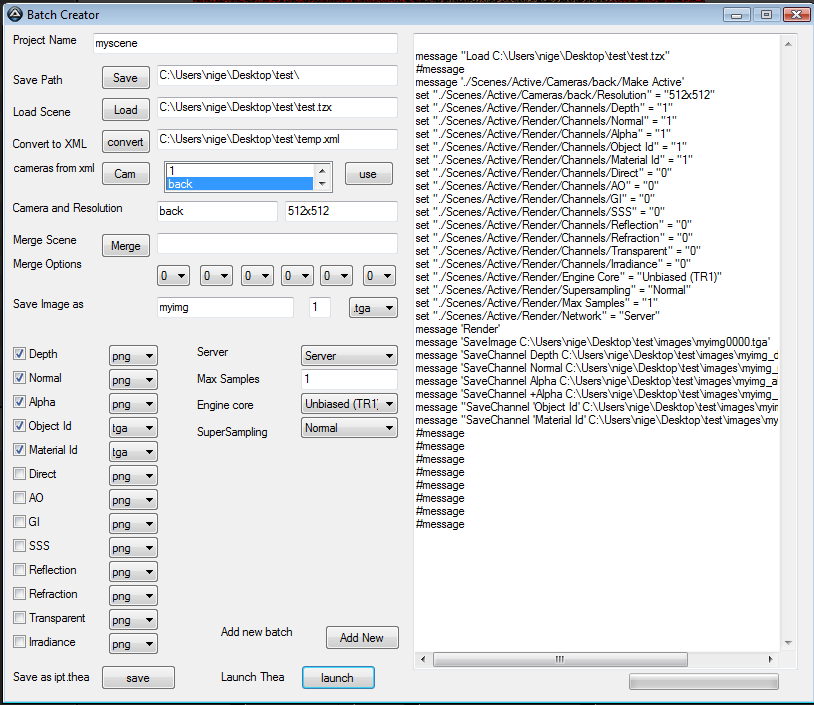 Batch Creator
Project Name myscene
Save Path Save C:\Users\nige\Desktop\test\
Load Scene Load C:\Users\nige\Desktop\test\test.tzx
Convert to XML convert C:\Users\nige\Desktop\test\temp.xml
cameras from xml Cam 1
back use
Camera and Resolution back 512x512
Merge Scene Merge
Merge Options
0 0 0 0 0 0
Save Image as myimg 1 .tga
Depth png
Normal png
Alpha png
Object Id tga
Material Id tga
Direct png
AO png
GI png
SSS png
Reflection png
Refraction png
Transparent png
Irradiance png
Server Server
Max Samples 1
Engine core Unbiased (TR1)
SuperSampling Normal
Add new batch Add New
Save as ipt.thea save
Launch Thea launch
message "Load C:\Users\nige\Desktop\test\test.tzx"
#message
message './Scenes/Active/Cameras/back/Make Active'
set "./Scenes/Active/Cameras/back/Resolution" = "512x512"
set "./Scenes/Active/Render/Channels/Depth" = "1"
set "./Scenes/Active/Render/Channels/Normal" = "1"
set "./Scenes/Active/Render/Channels/Alpha" = "1"
set "./Scenes/Active/Render/Channels/Object Id" = "1"
set "./Scenes/Active/Render/Channels/Material Id" = "1"
set "./Scenes/Active/Render/Channels/Direct" = "0"
set "./Scenes/Active/Render/Channels/AO" = "0"
set "./Scenes/Active/Render/Channels/GI" = "0"
set "./Scenes/Active/Render/Channels/SSS" = "0"
set "./Scenes/Active/Render/Channels/Reflection" = "0"
set "./Scenes/Active/Render/Channels/Refraction" = "0"
set "./Scenes/Active/Render/Channels/Transparent" = "0"
set "./Scenes/Active/Render/Channels/Irradiance" = "0"
set "./Scenes/Active/Render/Engine Core" = "Unbiased (TR1)"
set "./Scenes/Active/Render/Supersampling" = "Normal"
set "./Scenes/Active/Render/Max Samples" = "1"
set "./Scenes/Active/Render/Network" = "Server"
message 'Render'
message 'SaveImage C:\Users\nige\Desktop\test\images\myimg0000.tga'
message 'SaveChannel Depth C:\Users\nige\Desktop\test\images\myimg_d
message 'SaveChannel Normal C:\Users\nige\Desktop\test\images\myimg_
message 'SaveChannel Alpha C:\Users\nige\Desktop\test\images\myimg_a
message 'SaveChannel +Alpha C:\Users\nige\Desktop\test\images\myimg_
message "SaveChannel 'Object Id' C:\Users\nige\Desktop\test\images\myim
message "SaveChannel 'Material Id' C:\Users\nige\Desktop\test\images\my
#message
#message
#message
#message
#message
#message
#message
#message